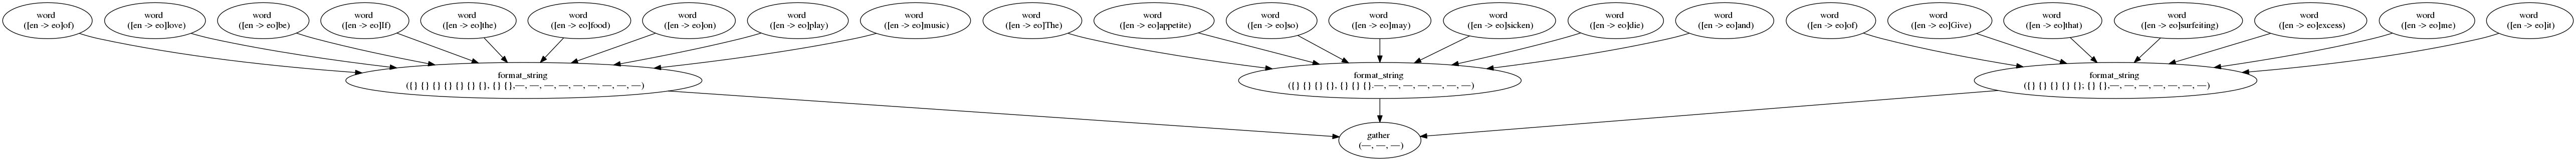 word
([en -> eo]of)
word
([en -> eo]love)
word
([en -> eo]be)
word
([en -> eo]If)
word
([en -> eo]the)
word
([en -> eo]food)
word
([en -> eo]on)
word
([en -> eo]play)
word
([en -> eo]music)
word
([en -> eo]The)
word
([en -> eo]appetite)
word
([en -> eo]so)
word
([en -> eo]may)
word
([en -> eo]sicken)
word
([en -> eo]die)
word
([en -> eo]and)
word
([en -> eo]of)
word
([en -> eo]Give)
word
([en -> eo]that)
word
([en -> eo]surfeiting)
word
([en -> eo]excess)
word
([en -> eo]me)
word
([en -> eo]it)
format_string
({} {} {} {} {} {} {}, {} {},—, —, —, —, —, —, —, —, —)
format_string
({} {} {} {}, {} {} {}.—, —, —, —, —, —, —)
format_string
({} {} {} {} {}; {} {},—, —, —, —, —, —, —)
gather
(—, —, —)